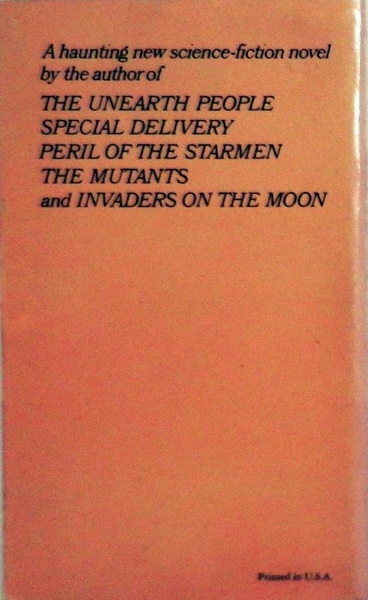 A haunting new science-fiction novel
by the author of
THE UNEARTH PEOPLE
SPECIAL DELIVERY
PERIL OF THE STARMEN
THE MUTANTS
and INVADERS ON THE MOON
Printed in U.S.A.